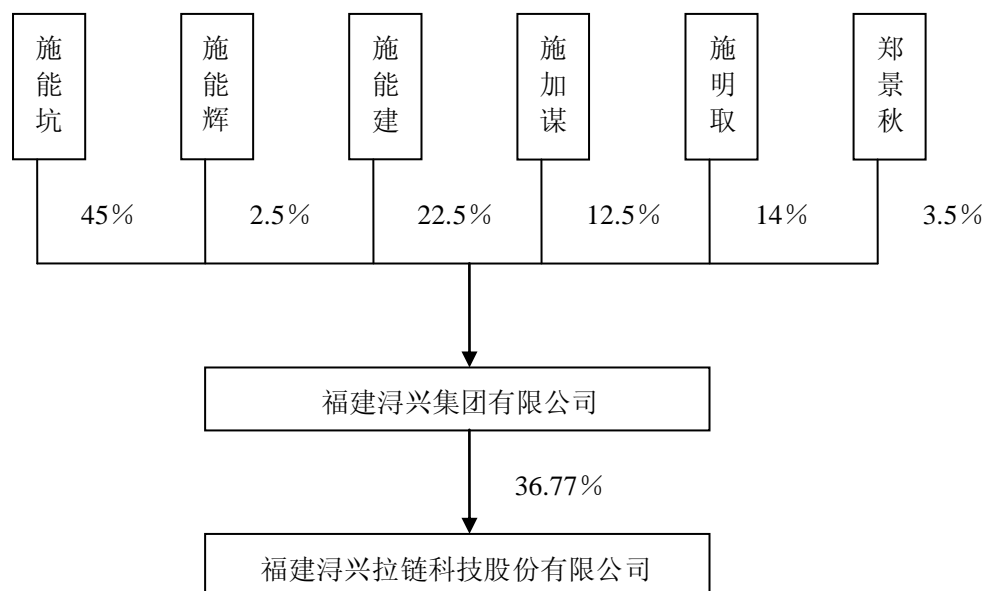 施能坑
施能辉
施能建
施加谋
施明取
郑景秋
45％
2.5％
22.5％
12.5％
14％
3.5％
福建浔兴集团有限公司
36.77％
福建浔兴拉链科技股份有限公司